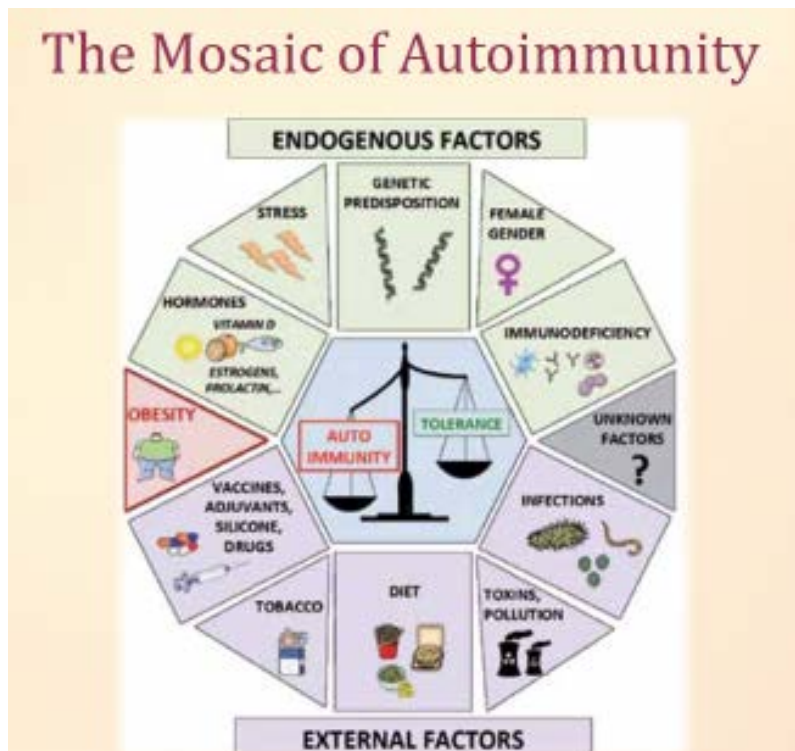 The Mosaic of Autoimmunity
ENDOGENOUS FACTORS
STRESS
GENETIC
PREDISPOSITION
FEMALE
GENDER
HORMONES
VITAMIN D
ESTROGENS,
PROLACTIN,...
IMMUNODEFICIENCY
OBESITY
AUTO
IMMUNITY
TOLERANCE
UNKNOWN
FACTORS
?
VACCINES,
ADJUVANTS,
SILICONE,
DRUGS
INFECTIONS
TOBACCO
DIET
TOXINS,
POLLUTION
EXTERNAL FACTORS